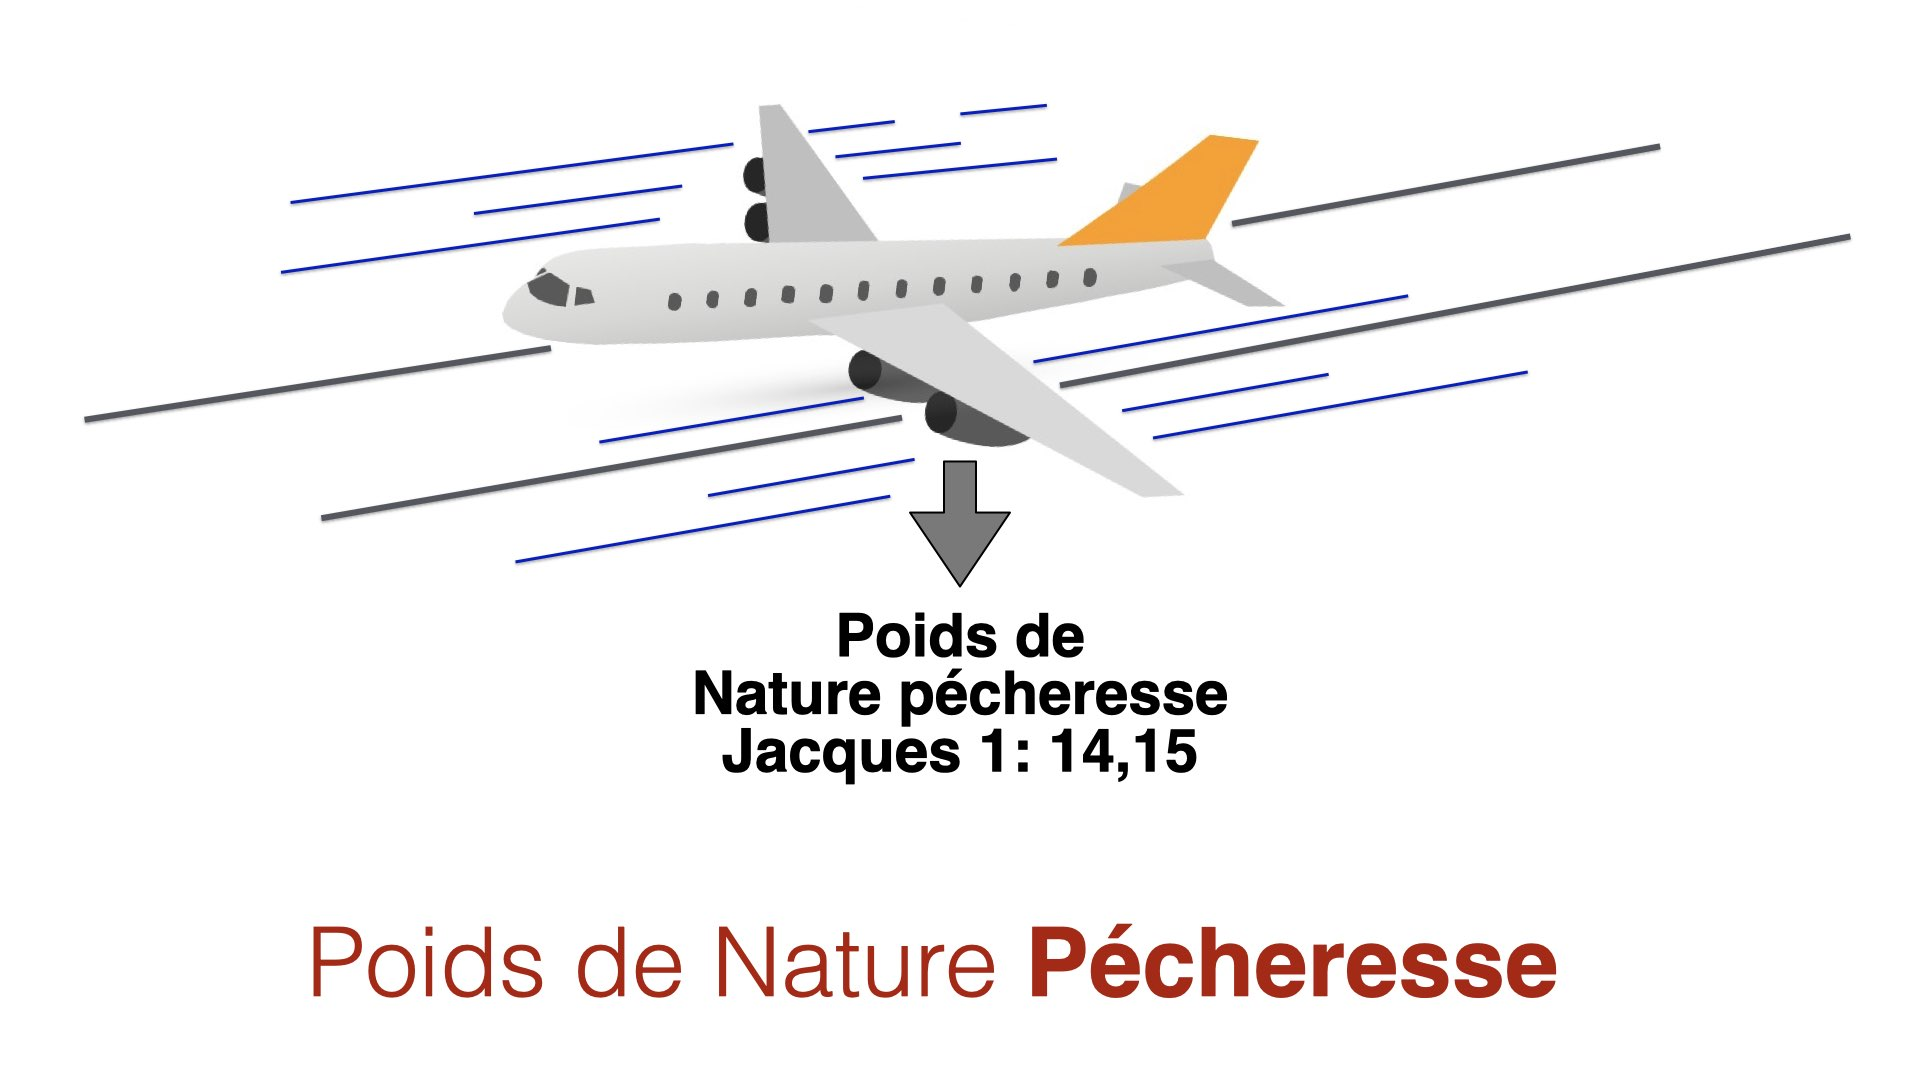 Poids de
Nature pécheresse
Jacques 1: 14,15
Poids de Nature Pécheresse